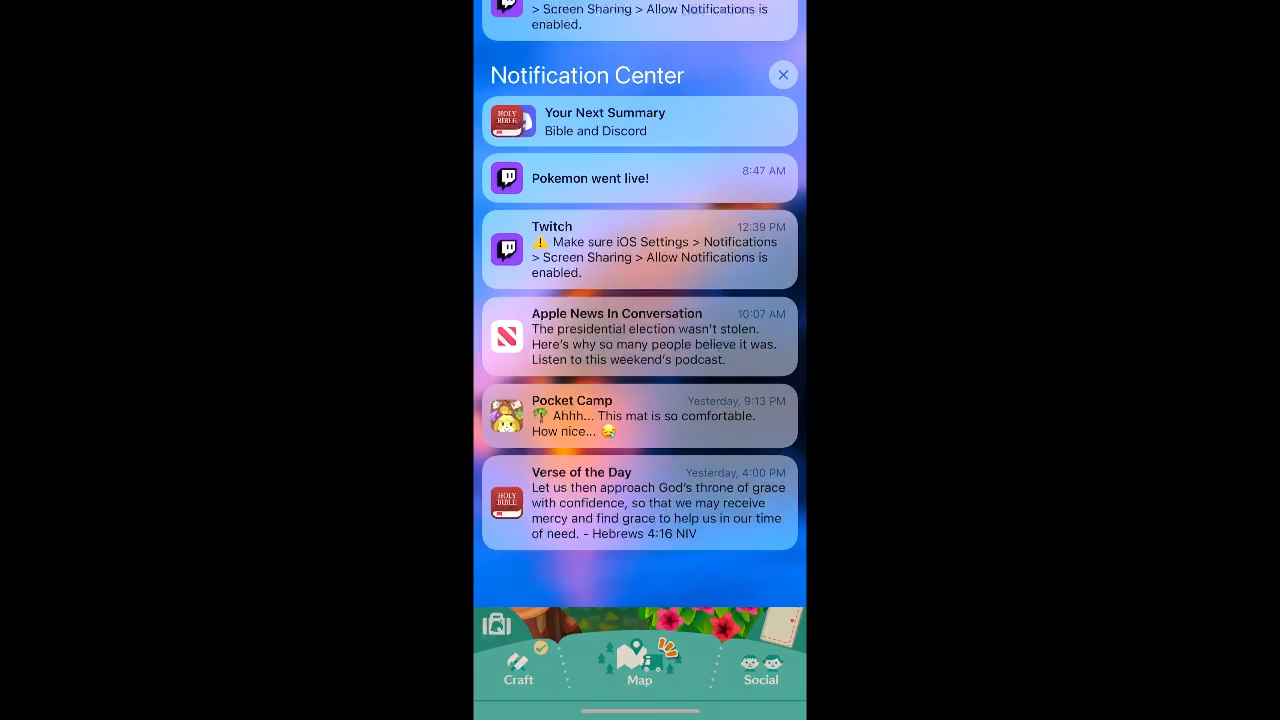 > Screen Sharing > Allow Notifications is
enabled.
Notification Center
HOLY
BIBLE
Your Next Summary
Bible and Discord
Pokemon went live!
8:47 AM
Twitch
12:39 PM
⚠️ Make sure iOS Settings > Notifications
> Screen Sharing > Allow Notifications is
enabled.
Apple News In Conversation
10:07 AM
The presidential election wasn't stolen.
Here's why so many people believe it was.
Listen to this weekend's podcast.
Pocket Camp
Yesterday, 9:13 PM
🌴 Ahhh... This mat is so comfortable.
How nice... 😪
HOLY
BIBLE
Verse of the Day
Yesterday, 4:00 PM
Let us then approach God's throne of grace
with confidence, so that we may receive
mercy and find grace to help us in our time
of need. - Hebrews 4:16 NIV
Craft
Map
Social